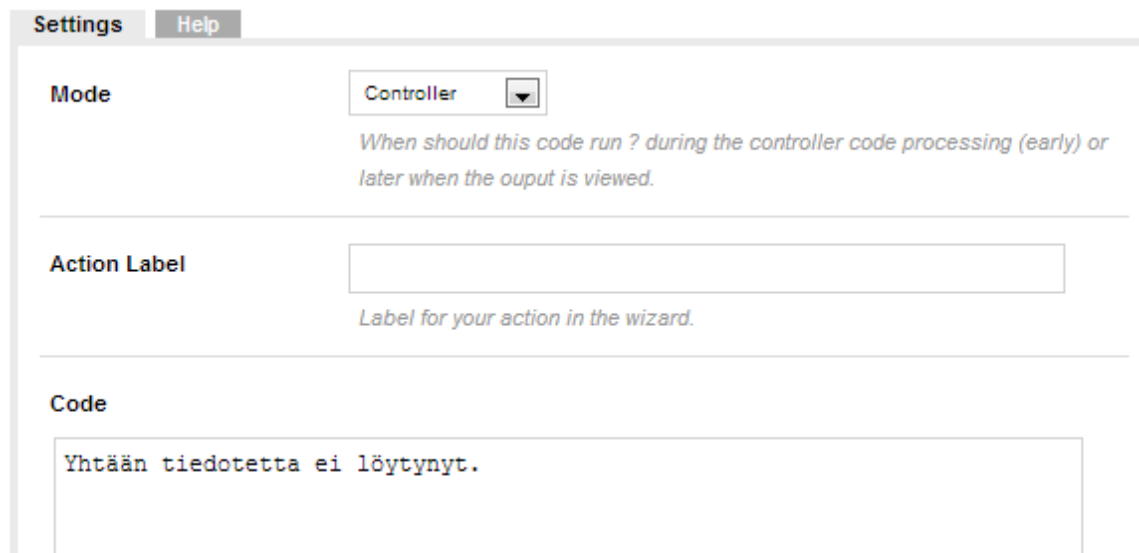 Settings Help
Mode Controller
When should this code run ? during the controller code processing (early) or
later when the ouput is viewed.
Action Label
Label for your action in the wizard.
Code
Yhtään tiedotetta ei löytynyt.